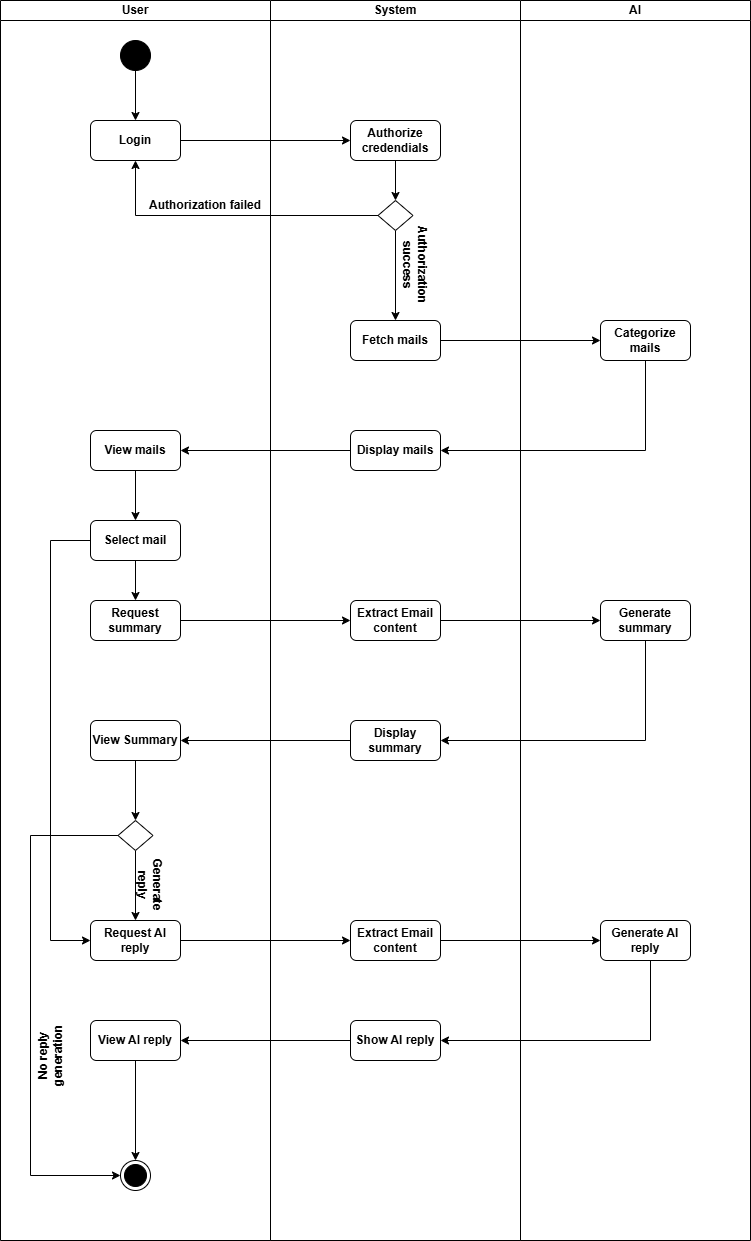 User
System
AI
Login
Authorize
credendials
Authorization failed
Authorization
success
Fetch mails
Categorize
mails
View mails
Display mails
Select mail
Request
summary
Extract Email
content
Generate
summary
View Summary
Display
summary
Generate
reply
Request AI
reply
Extract Email
content
Generate AI
reply
No reply
generation
View AI reply
Show AI reply